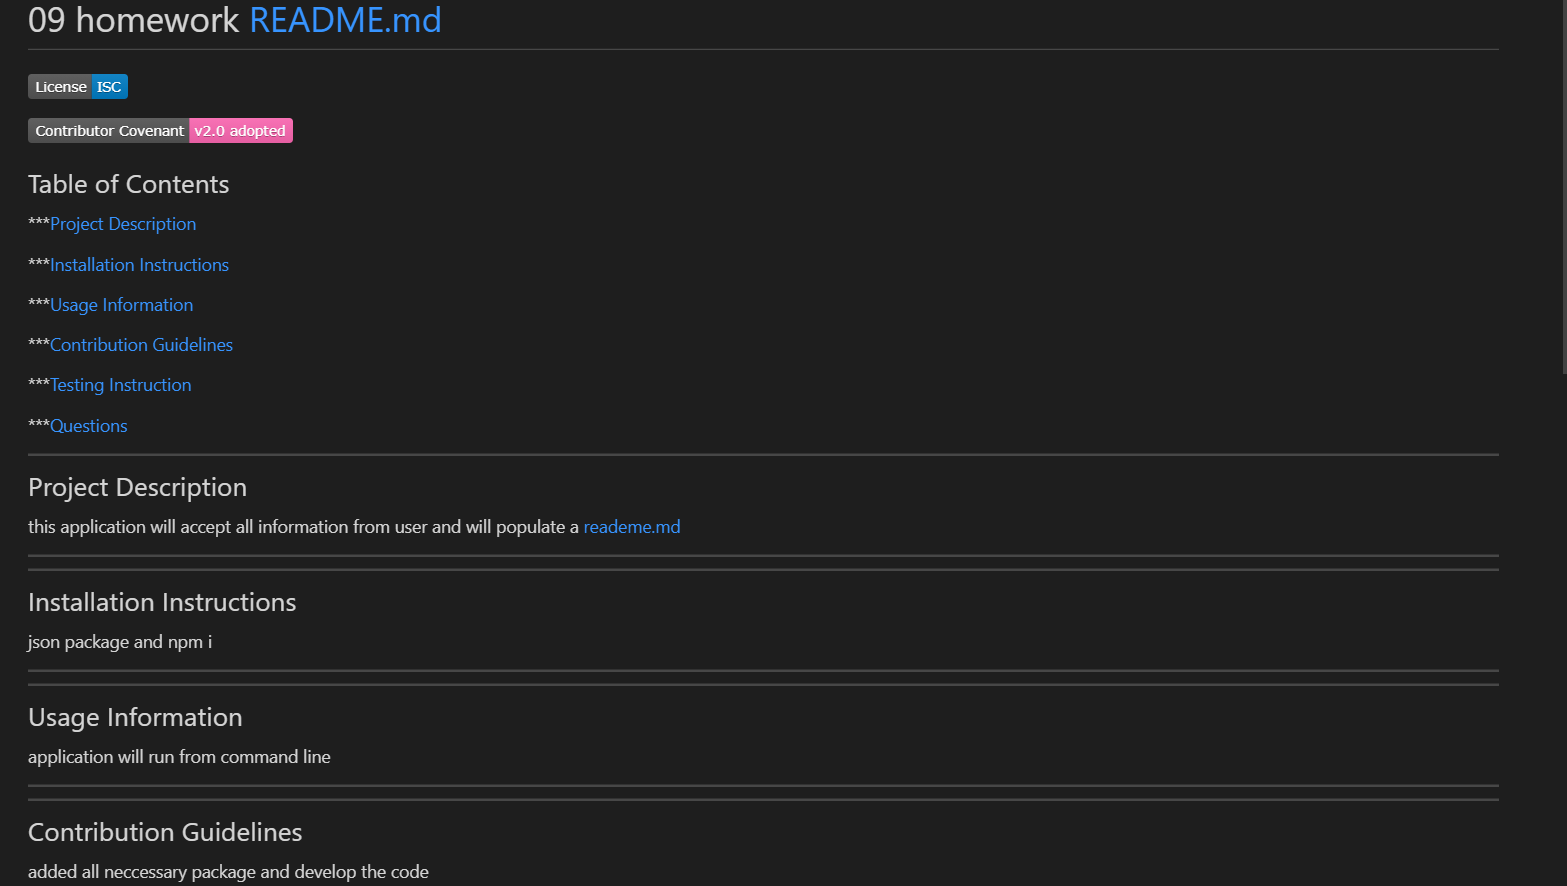 09 homework README.md
License ISC
Contributor Covenant v2.0 adopted
Table of Contents
***Project Description
***Installation Instructions
***Usage Information
***Contribution Guidelines
***Testing Instruction
***Questions
Project Description
this application will accept all information from user and will populate a reademe.md
Installation Instructions
json package and npm i
Usage Information
application will run from command line
Contribution Guidelines
added all neccessary package and develop the code